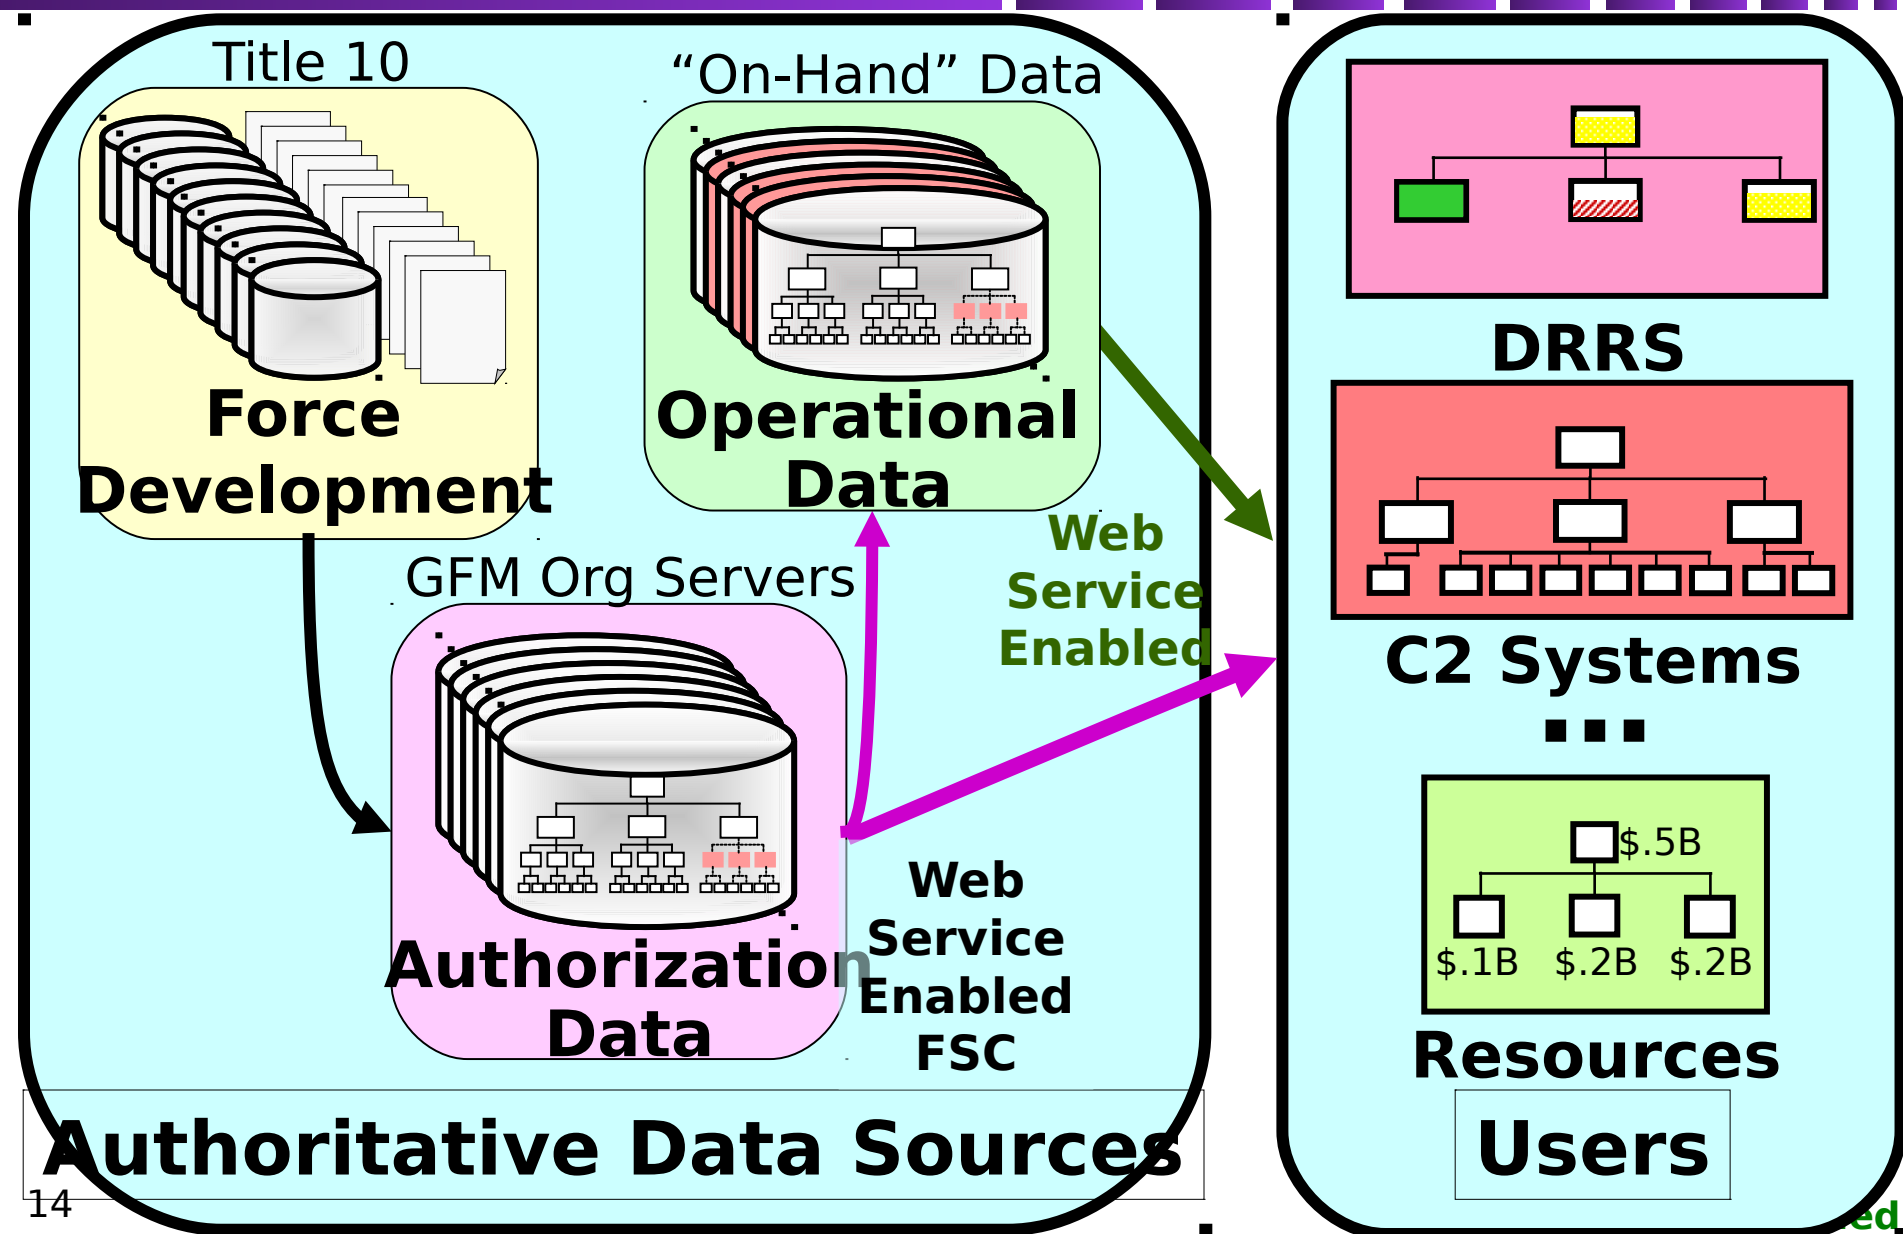 Title 10
Force
Development
“On-Hand” Data
Operational
Data
GFM Org Servers
Authorization
Data
Web
Service
Enabled
Web
Service
Enabled
FSC
Authoritative Data Sources
14
DRRS
C2 Systems
...
$.5B
$.1B $.2B $.2B
Resources
Users